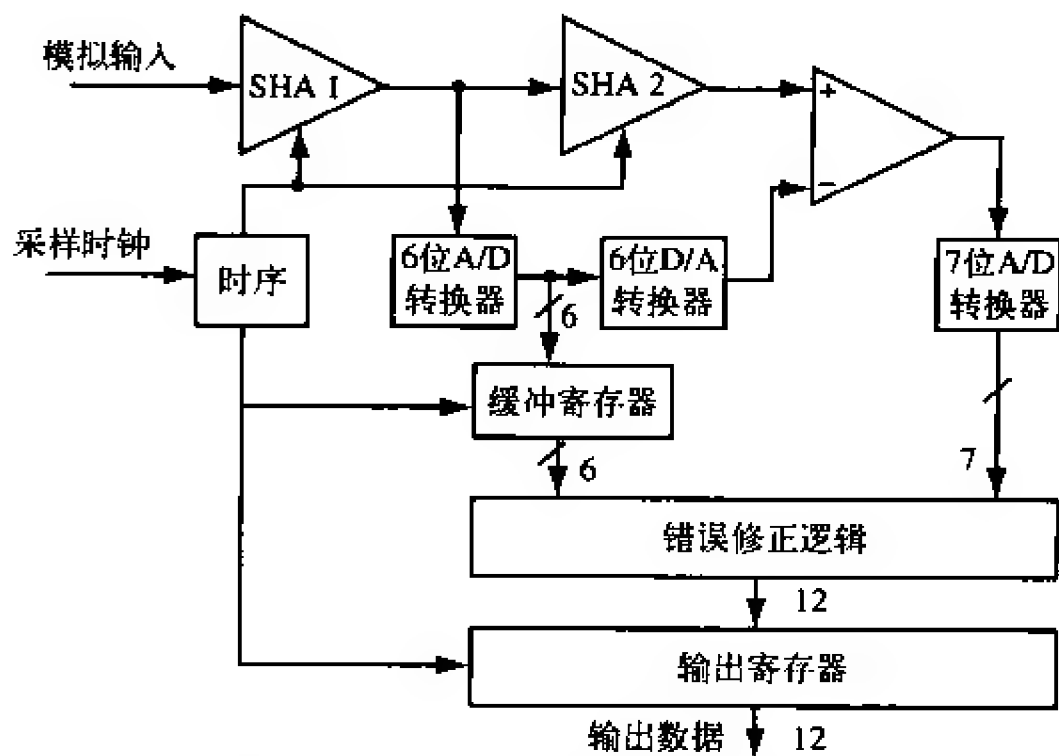 模拟输入
SHA 1
SHA 2
+
−
采样时钟
时序
6位A/D
转换器
6位D/A
转换器
7位A/D
转换器
6
缓冲寄存器
6
7
错误修正逻辑
12
输出寄存器
输出数据
12